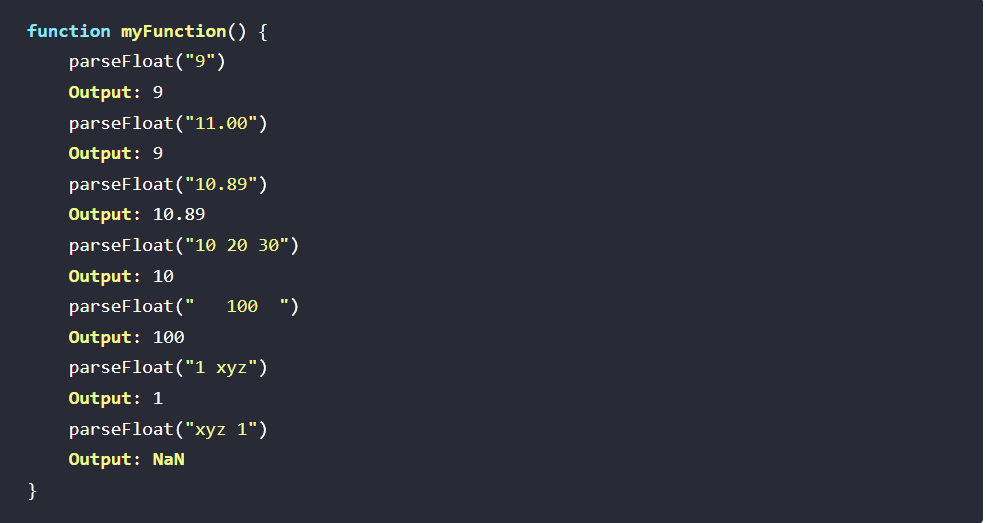 function myFunction() {
    parseFloat("9")
    Output: 9
    parseFloat("11.00")
    Output: 9
    parseFloat("10.89")
    Output: 10.89
    parseFloat("10 20 30")
    Output: 10
    parseFloat("   100  ")
    Output: 100
    parseFloat("1 xyz")
    Output: 1
    parseFloat("xyz 1")
    Output: NaN
}